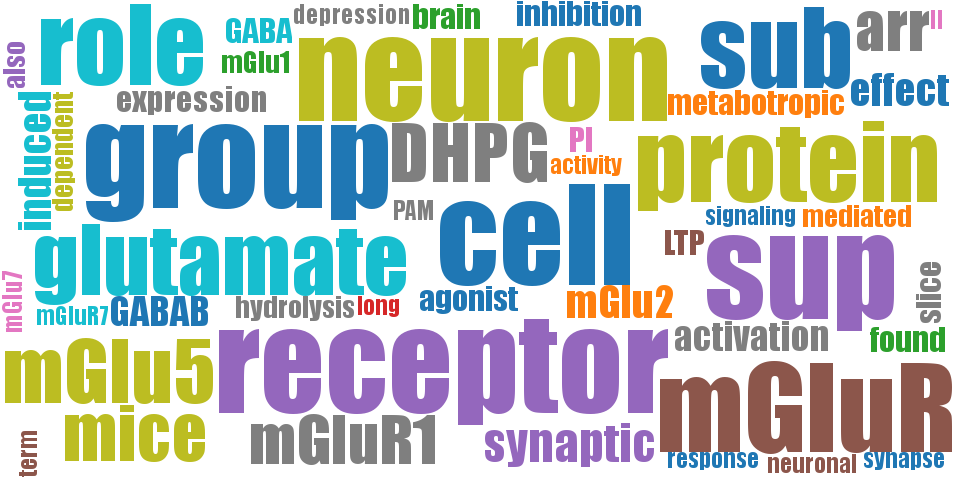 depression
brain
inhibition
role
GABA
neuron
sub
arr
II
also
mGlu1
metabotropic
effect
expression
induced
dependent
group
DHPG
PI
activity
protein
PAM
cell
signaling
mediated
glutamate
LTP
sup
mGlu7
mGluR7
GABAB
hydrolysis
long
agonist
mGlu2
slice
activation
found
mGlu5
receptor
mGluR
mice
mGluR1
synaptic
term
response
neuronal
synapse